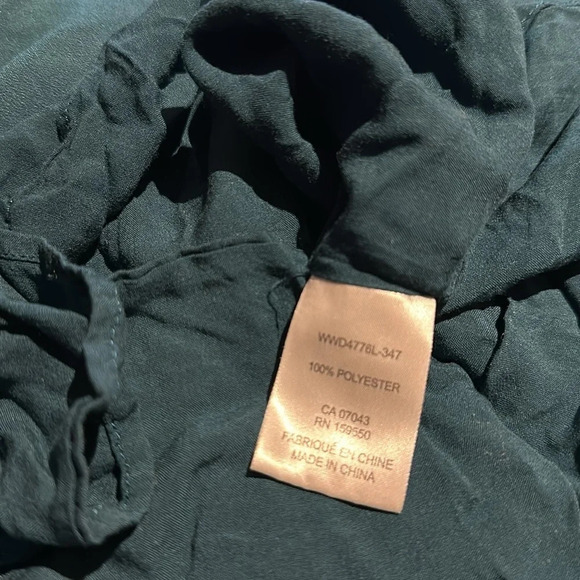 WWD4776L-347
100% POLYESTER
CA 07043
RN 159550
FABRIQUÉ EN CHINE
MADE IN CHINA